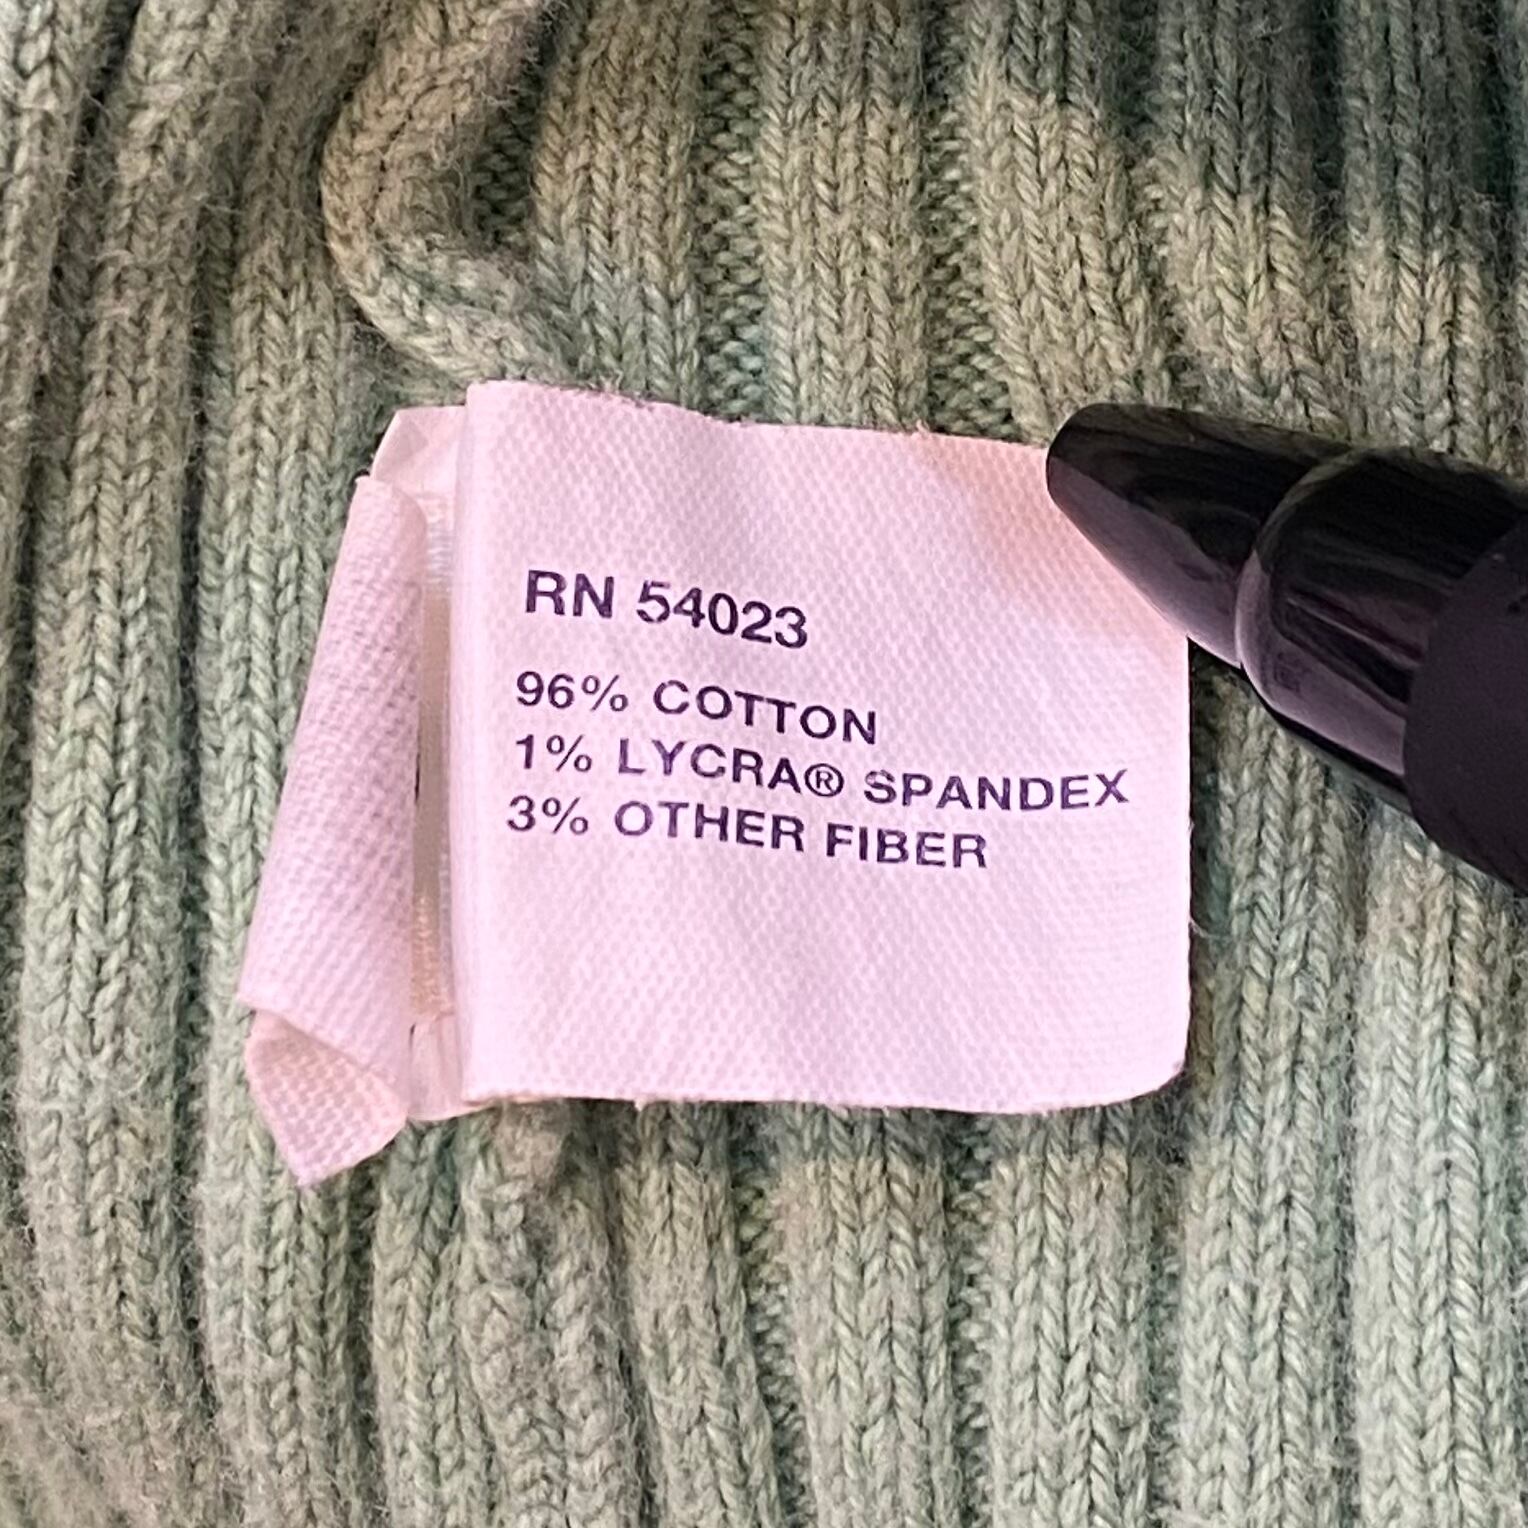 RN 54023
96% COTTON
1% LYCRA® SPANDEX
3% OTHER FIBER